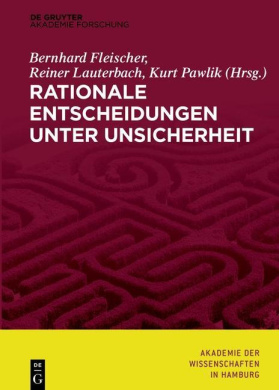 DE GRUYTER
AKADEMIE FORSCHUNG
Bernhard Fleischer,
Reiner Lauterbach, Kurt Pawlik (Hrsg.)
RATIONALE
ENTSCHEIDUNGEN
UNTER UNSICHERHEIT
AKADEMIE DER
WISSENSCHAFTEN
IN HAMBURG
DE
G